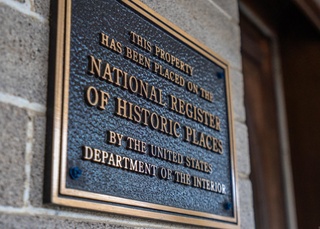 THIS PROPERTY
HAS BEEN PLACED ON THE
NATIONAL REGISTER
OF HISTORIC PLACES
BY THE UNITED STATES
DEPARTMENT OF THE INTERIOR